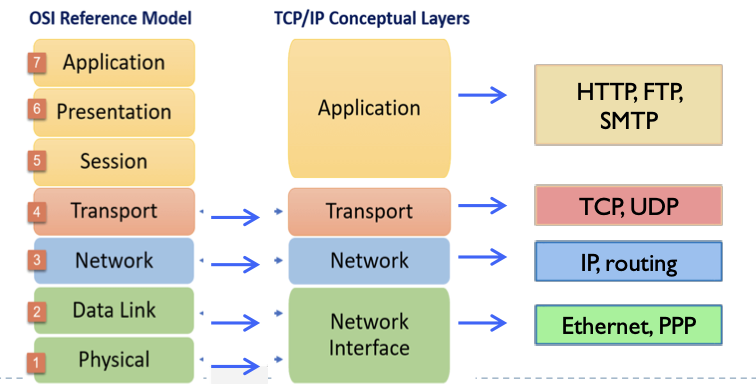 OSI Reference Model
TCP/IP Conceptual Layers
7 Application
6 Presentation
5 Session
4 Transport
3 Network
2 Data Link
1 Physical
Application
Transport
Network
Network
Interface
HTTP, FTP,
SMTP
TCP, UDP
IP, routing
Ethernet, PPP